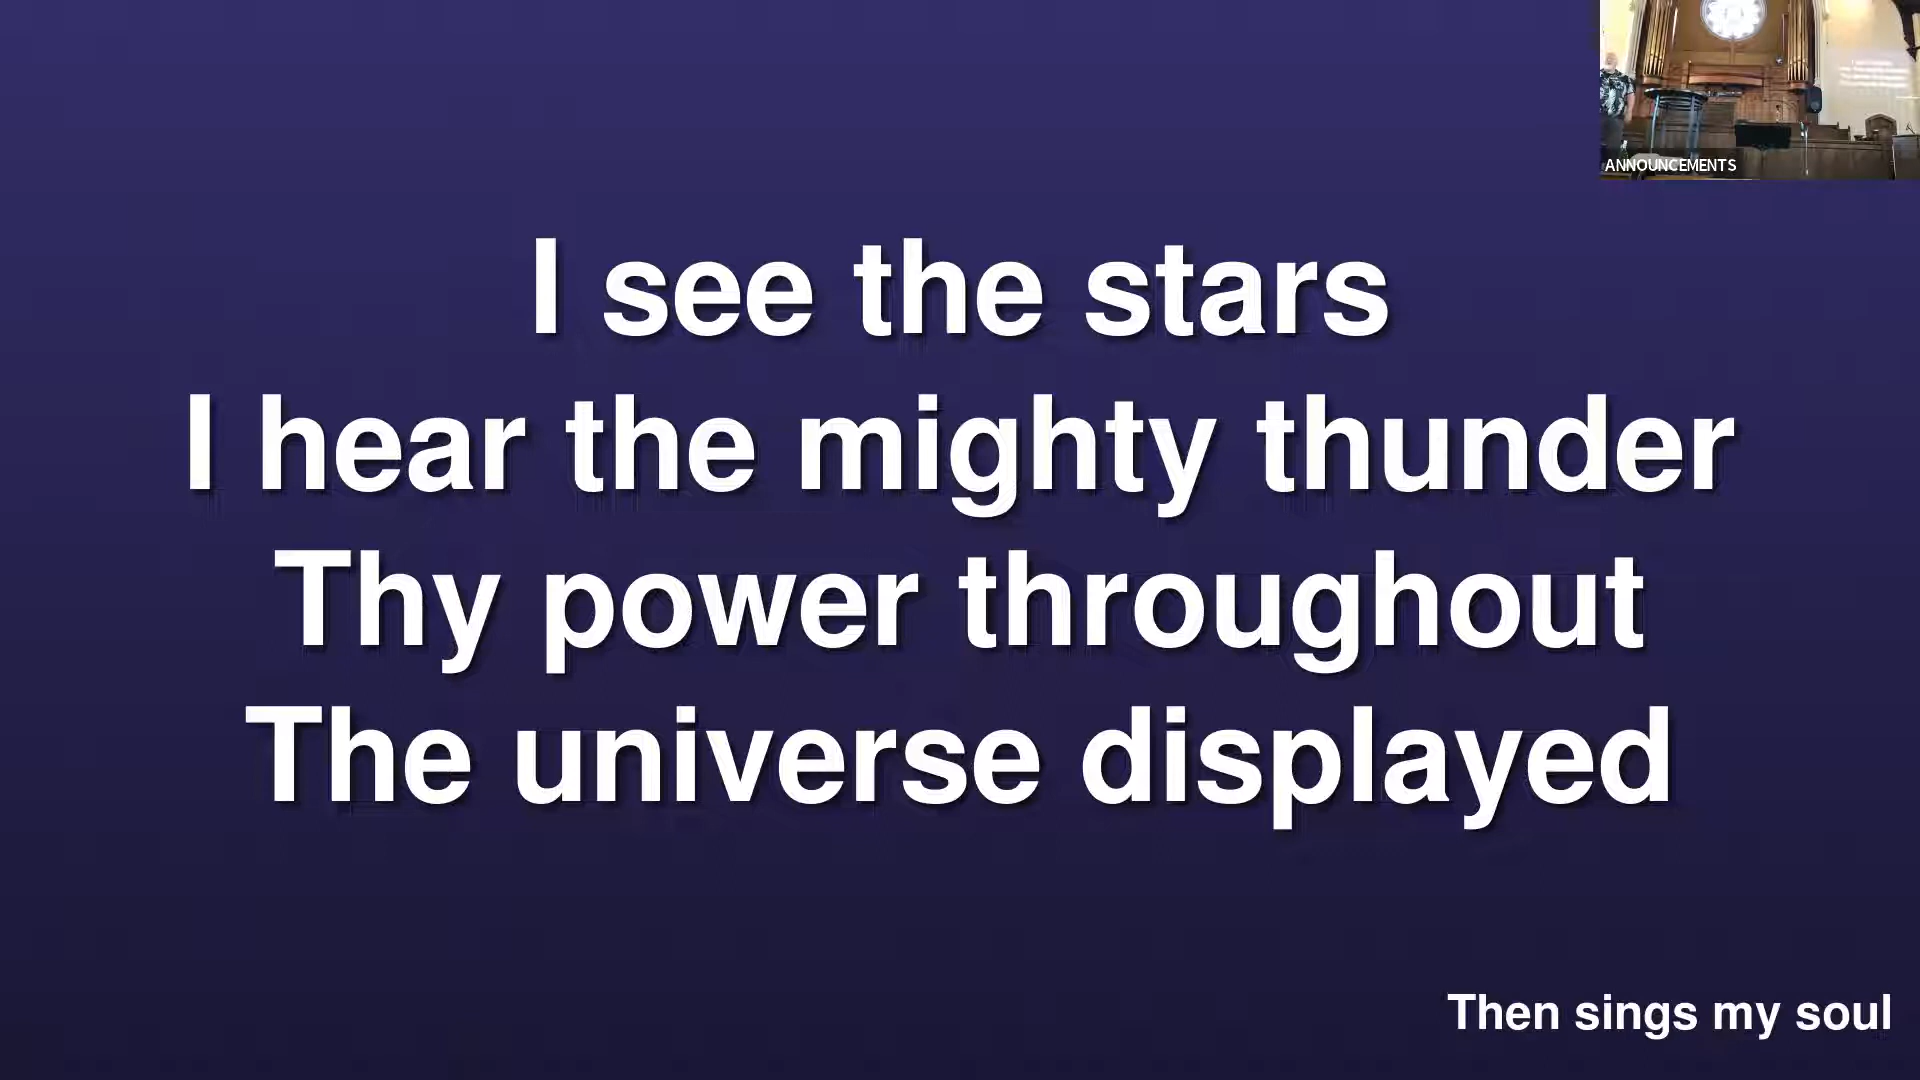 ANNOUNCEMENTS
I see the stars
I hear the mighty thunder
Thy power throughout
The universe displayed
Then sings my soul